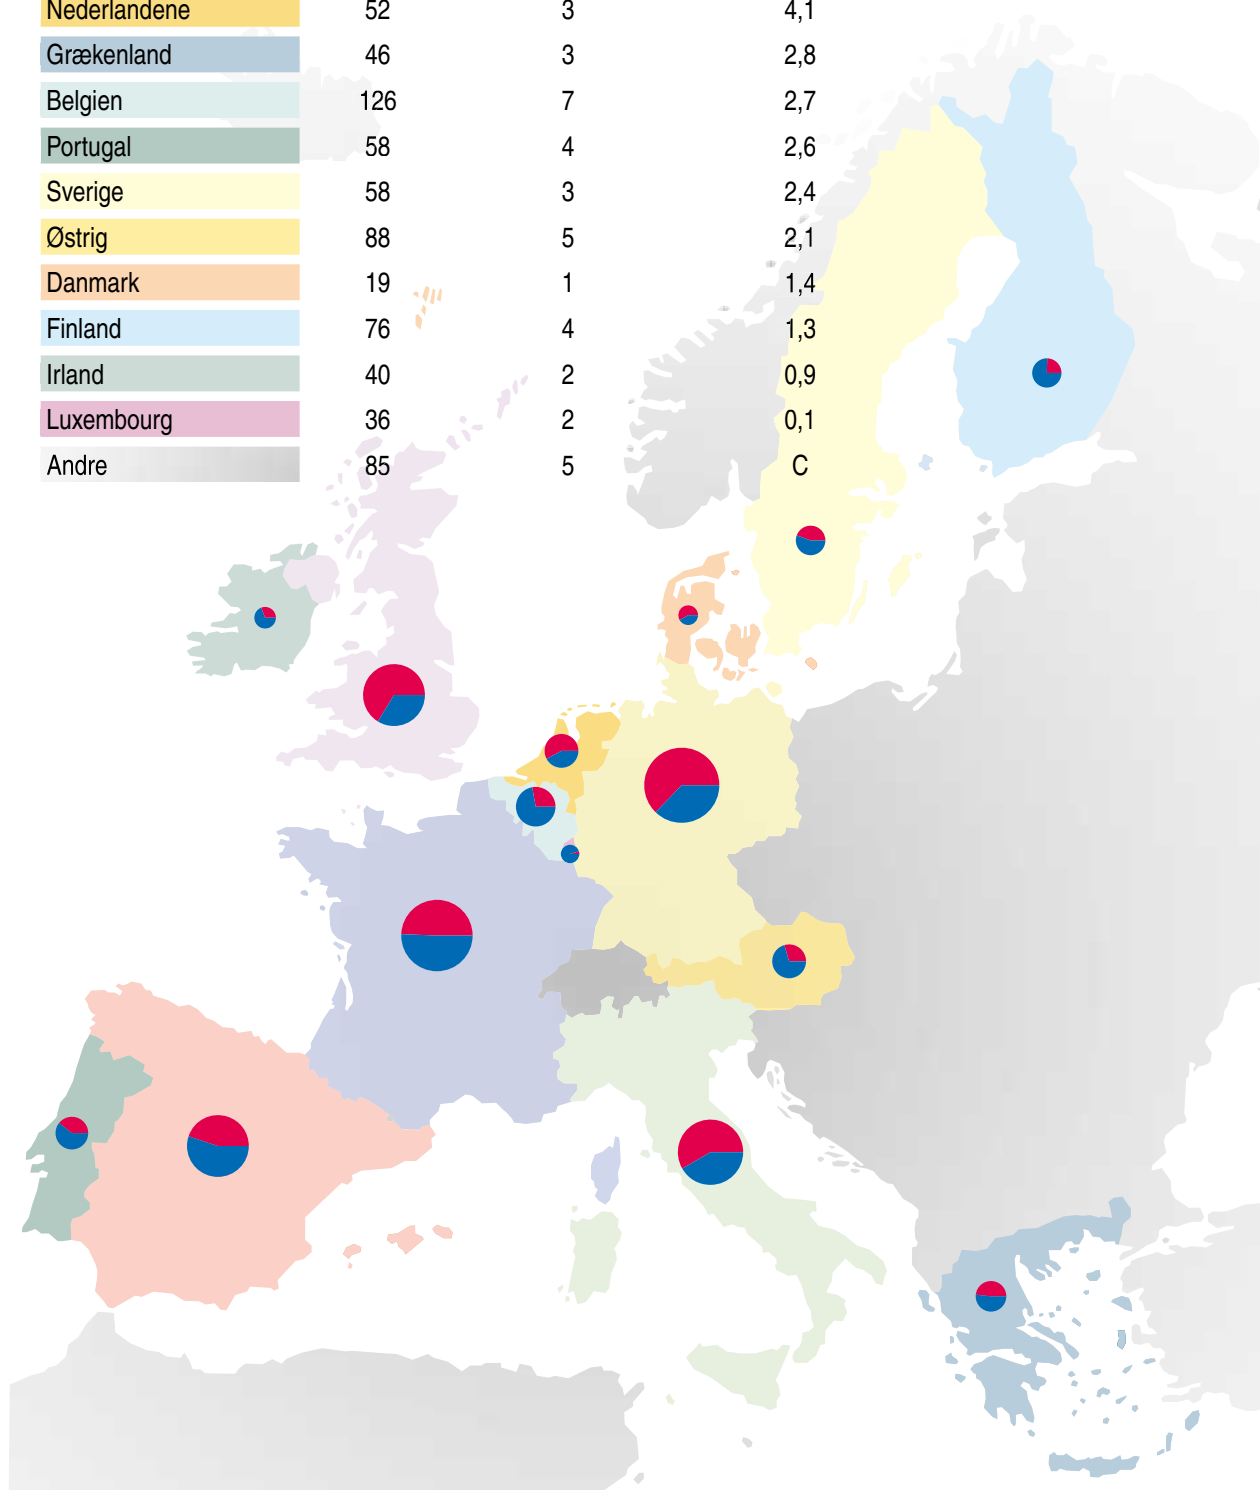 Nederlandene 52 3 4,1
Grækenland 46 3 2,8
Belgien 126 7 2,7
Portugal 58 4 2,6
Sverige 58 3 2,4
Østrig 88 5 2,1
Danmark 19 1 1,4
Finland 76 4 1,3
Irland 40 2 0,9
Luxembourg 36 2 0,1
Andre 85 5 C